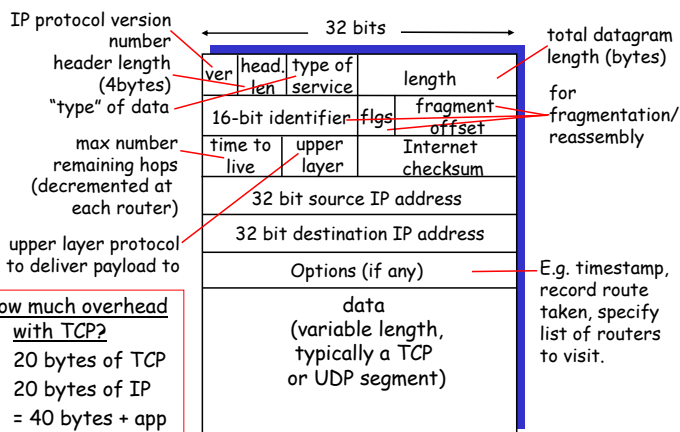 IP protocol version
number
header length
(4bytes)
“type” of data
max number
remaining hops
(decremented at
each router)
upper layer protocol
to deliver payload to
ow much overhead
with TCP?
20 bytes of TCP
20 bytes of IP
= 40 bytes + app
32 bits
ver
head.
len
type of
service
length
16-bit identifier
flgs
fragment
offset
time to
live
upper
layer
Internet
checksum
32 bit source IP address
32 bit destination IP address
Options (if any)
data
(variable length,
typically a TCP
or UDP segment)
total datagram
length (bytes)
for
fragmentation/
reassembly
E.g. timestamp,
record route
taken, specify
list of routers
to visit.